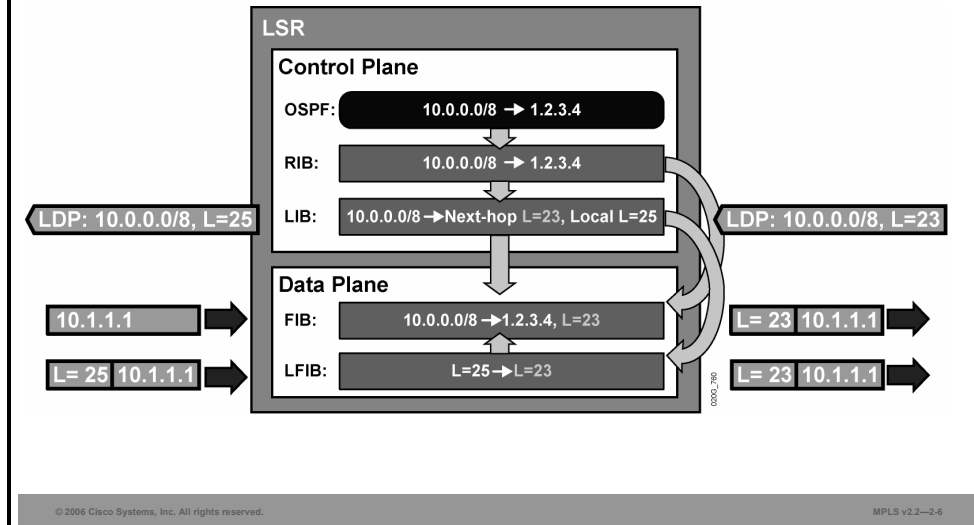 LSR
Control Plane
OSPF: 10.0.0.0/8 → 1.2.3.4
RIB: 10.0.0.0/8 → 1.2.3.4
LIB: 10.0.0.0/8 → Next-hop L=23, Local L=25
LDP: 10.0.0.0/8, L=25
LDP: 10.0.0.0/8, L=23
Data Plane
10.1.1.1
FIB: 10.0.0.0/8 → 1.2.3.4, L=23
L= 23 10.1.1.1
L= 25 10.1.1.1
LFIB: L=25 → L=23
L= 23 10.1.1.1
020G_760
© 2006 Cisco Systems, Inc. All rights reserved.
MPLS v2.2—2-6